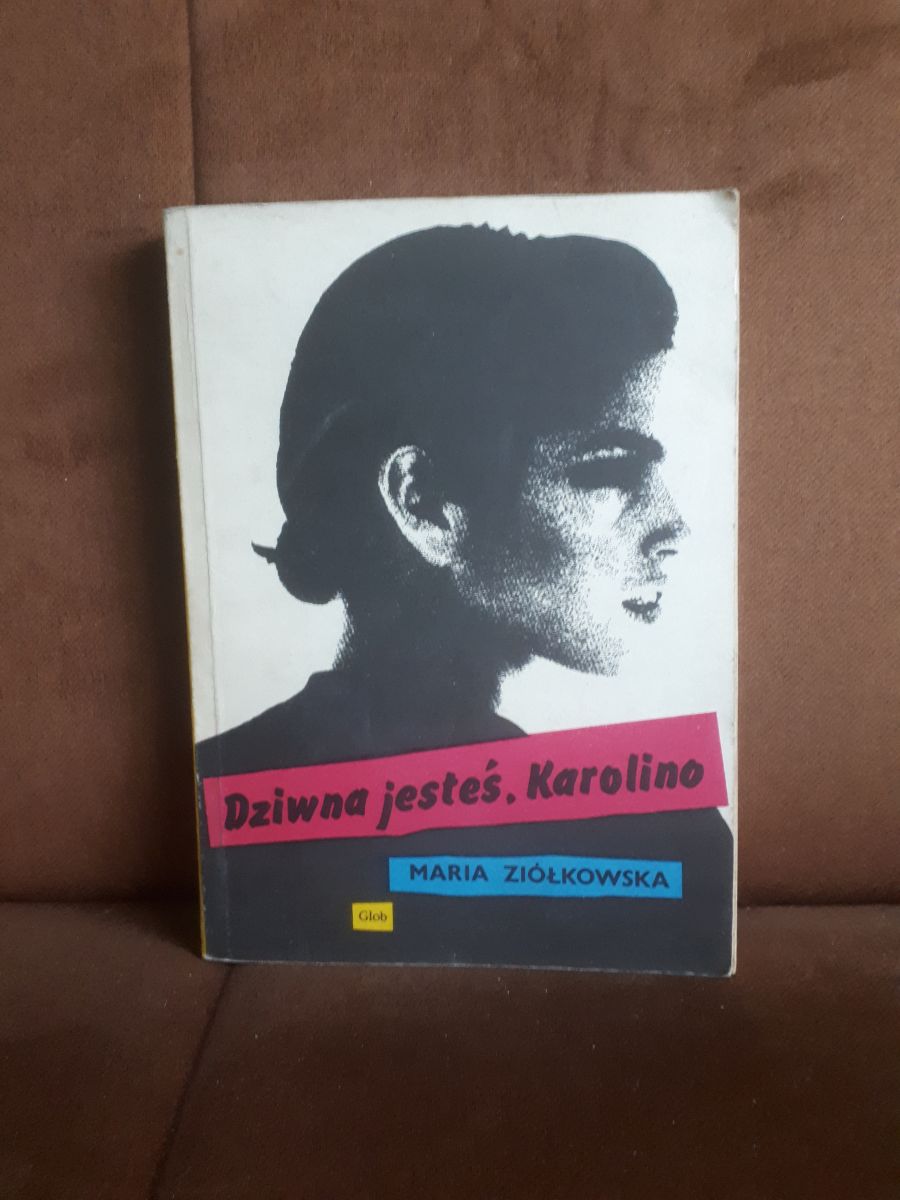 Dziwna jesteś, Karolino
MARIA ZIÓŁKOWSKA
Glob